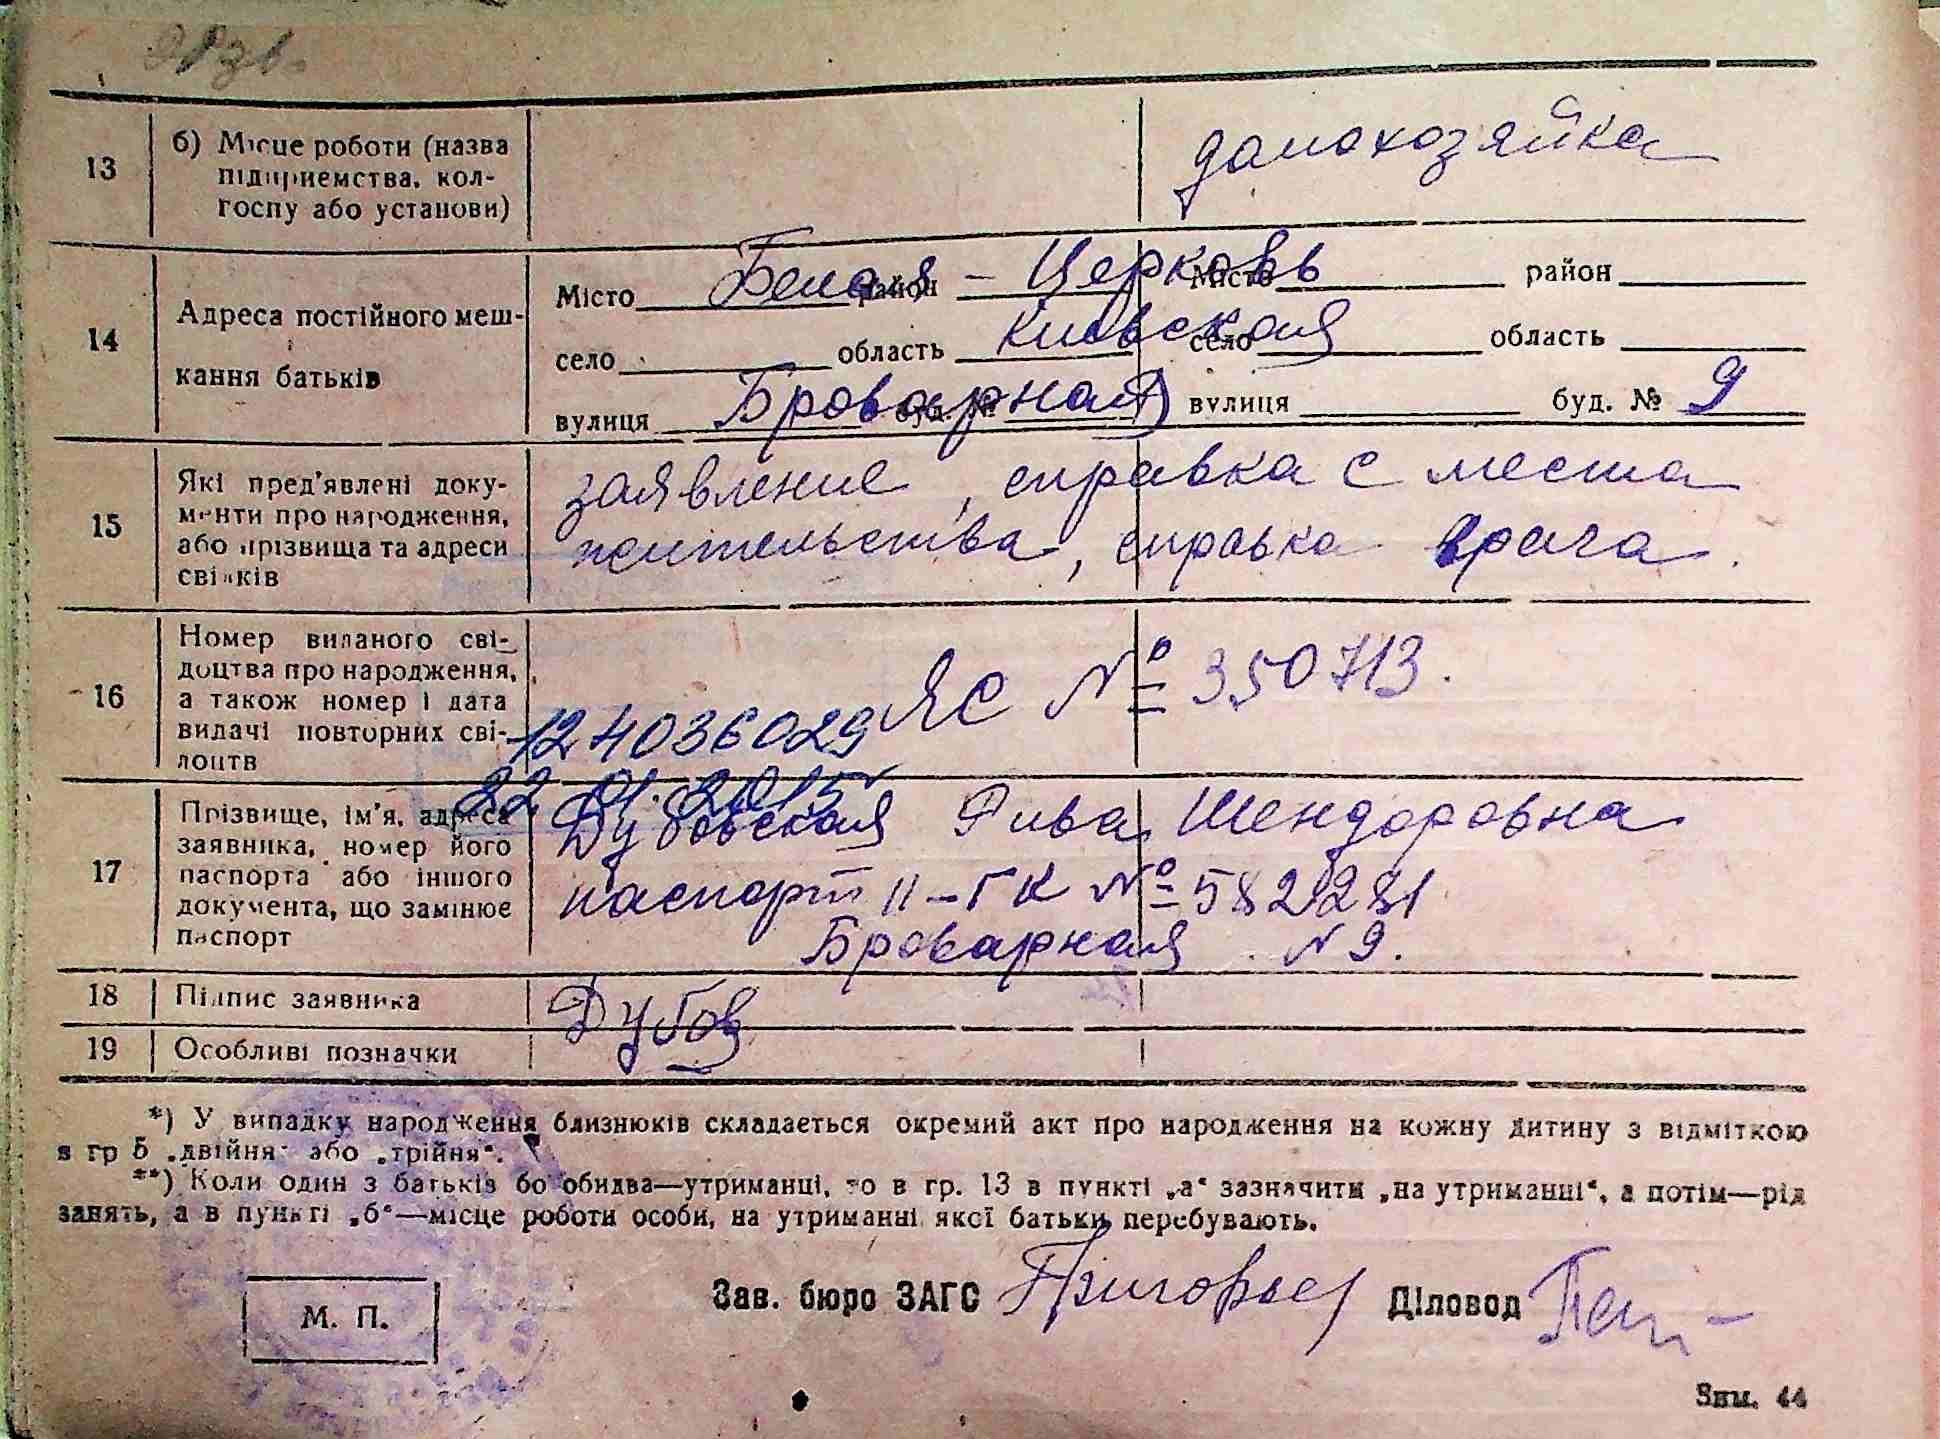 13 б) Місце роботи (назва
підприємства, кол-
госпу або установи)
домохозяйка
14 Адреса постійного меш-
кання батьків
Місто Белая - Церковь район Місто район
село область Киевская село область
вулиця Броварная буд. № вулиця буд. № 9
15 Які пред'явлені доку-
менти про народження,
або прізвища та адреси
свідків
заявление, справка с места
жительства, справка врача.
16 Номер виданого сві-
доцтва про народження,
а також номер і дата
видачі повторних сві-
доцтв
ЯС № 350713.
124036029
22 01. 2015
17 Прізвище, ім'я, адреса
заявника, номер його
паспорта або іншого
документа, що замінює
паспорт
Дубовская Рива Шендоровна
паспорт II-ГК № 582281
Броварная N 9.
18 Підпис заявника Дубов
19 Особливі позначки
*) У випадку народження близнюків складається окремий акт про народження на кожну дитину з відміткою
в гр 5 „двійня" або „трійня".
**) Коли один з батьків бо обидва—утриманці, то в гр. 13 в пункті „а" зазначити „на утриманні", а потім—рід
занять, а в пункті „б"—місце роботи особи, на утриманні якої батьки перебувають.
М. П.
Зав. бюро ЗАГС Григорьев Діловод
Зам. 44